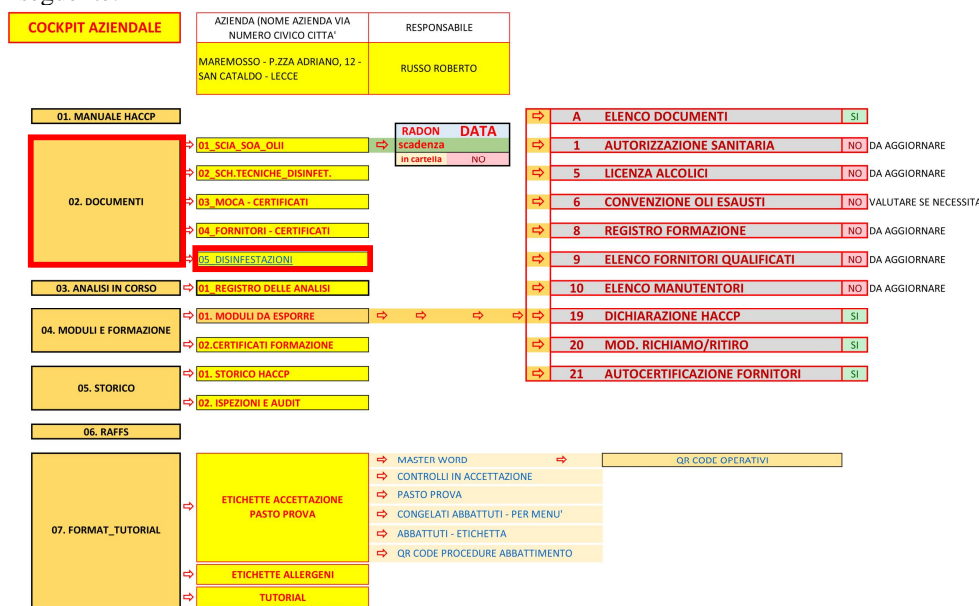 COCKPIT AZIENDALE
AZIENDA (NOME AZIENDA VIA
NUMERO CIVICO CITTA'
RESPONSABILE
MAREMOSSO - P.ZZA ADRIANO, 12 -
SAN CATALDO - LECCE
RUSSO ROBERTO
01. MANUALE HACCP
02. DOCUMENTI
01_SCIA_SOA_OLII
RADON DATA
scadenza
in cartella NO
02_SCH.TECNICHE_DISINFET.
03_MOCA - CERTIFICATI
04_FORNITORI - CERTIFICATI
05_DISINFESTAZIONI
03. ANALISI IN CORSO
01_REGISTRO DELLE ANALISI
04. MODULI E FORMAZIONE
01. MODULI DA ESPORRE
02.CERTIFICATI FORMAZIONE
05. STORICO
01. STORICO HACCP
02. ISPEZIONI E AUDIT
06. RAFFS
A ELENCO DOCUMENTI SI
1 AUTORIZZAZIONE SANITARIA NO DA AGGIORNARE
5 LICENZA ALCOLICI NO DA AGGIORNARE
6 CONVENZIONE OLI ESAUSTI NO VALUTARE SE NECESSITA
8 REGISTRO FORMAZIONE NO DA AGGIORNARE
9 ELENCO FORNITORI QUALIFICATI NO DA AGGIORNARE
10 ELENCO MANUTENTORI NO DA AGGIORNARE
19 DICHIARAZIONE HACCP SI
20 MOD. RICHIAMO/RITIRO SI
21 AUTOCERTIFICAZIONE FORNITORI SI
07. FORMAT_TUTORIAL
ETICHETTE ACCETTAZIONE
PASTO PROVA
MASTER WORD
QR CODE OPERATIVI
CONTROLLI IN ACCETTAZIONE
PASTO PROVA
CONGELATI ABBATTUTI - PER MENU'
ABBATTUTI - ETICHETTA
QR CODE PROCEDURE ABBATTIMENTO
ETICHETTE ALLERGENI
TUTORIAL